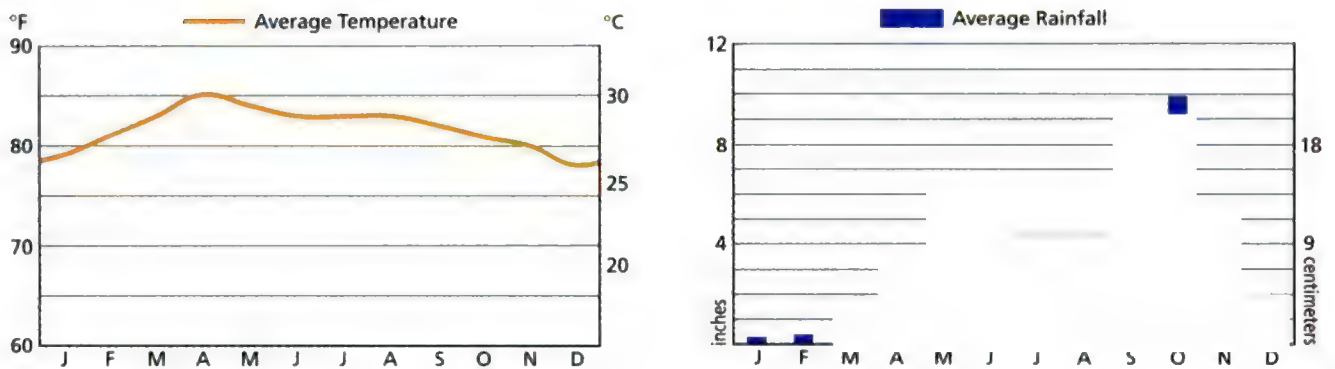 °F Average Temperature °C
90
30
80
25
70
20
60
J F M A M J J A S O N D
Average Rainfall
12
8 18
4 9
inches
centimeters
J F M A M J J A S O N D